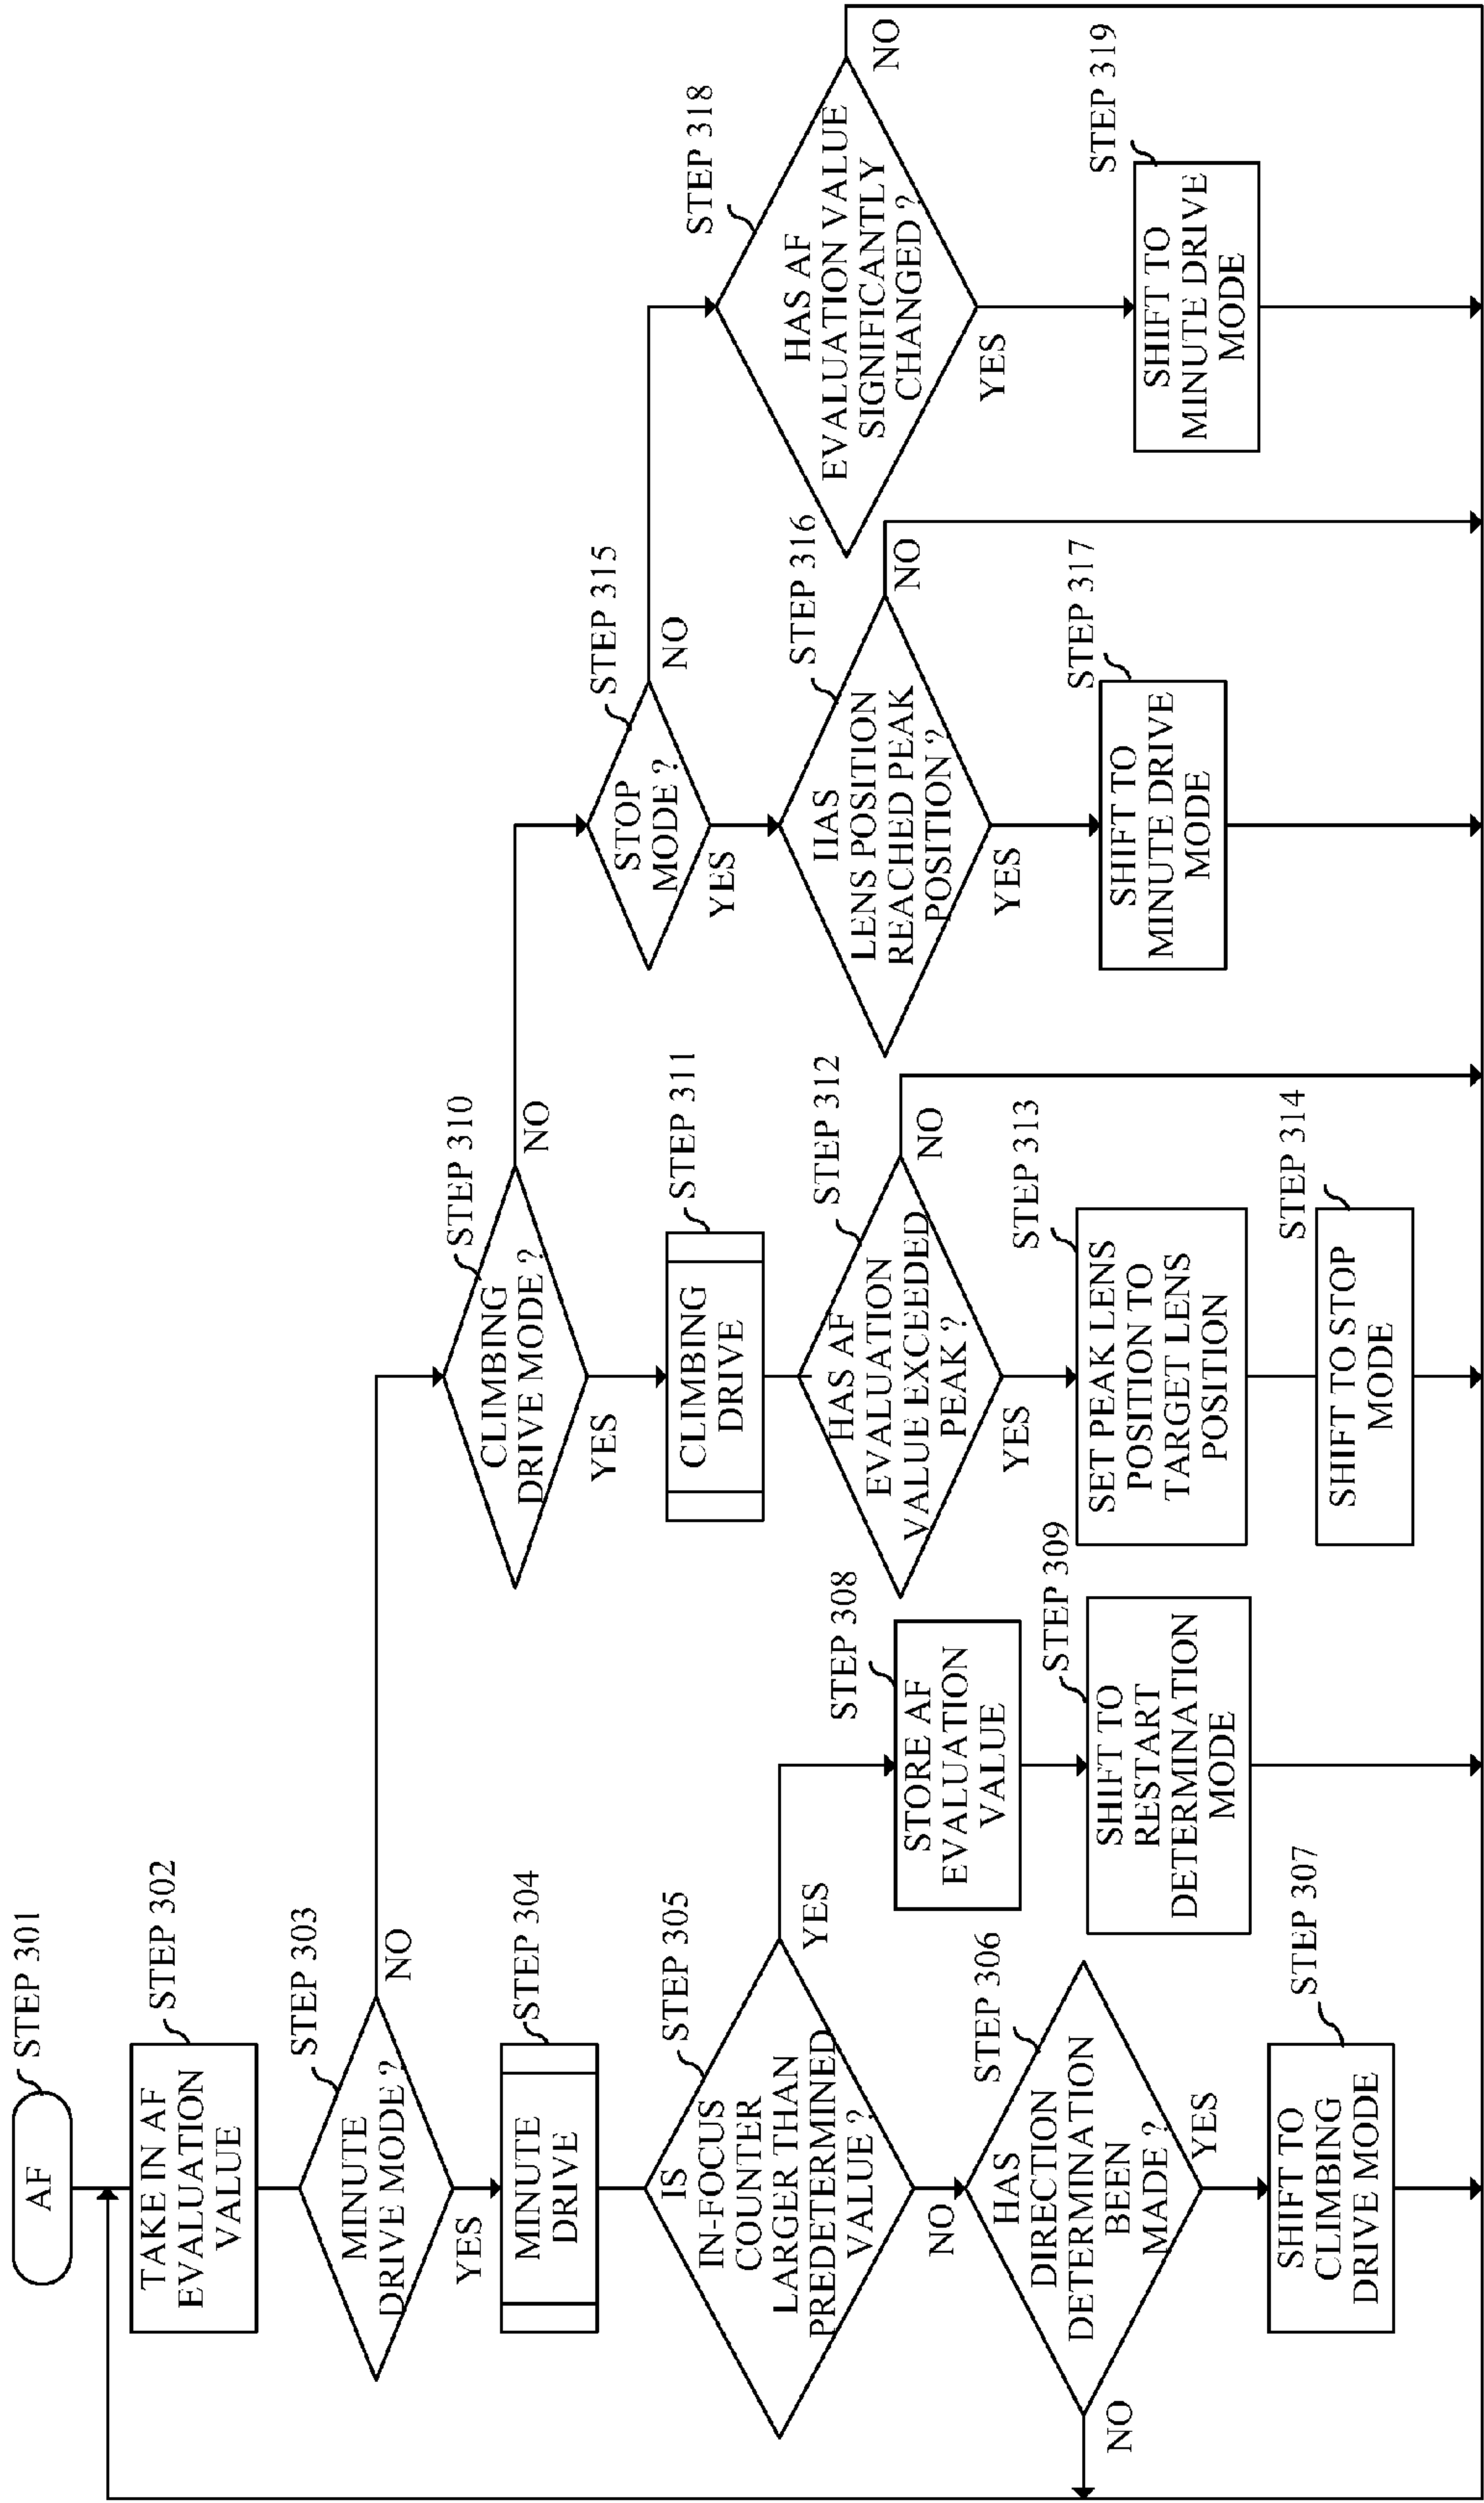 AF
STEP 301
TAKE IN AF
EVALUATION
VALUE
STEP 302
MINUTE
DRIVE MODE ?
STEP 303
NO
YES
MINUTE
DRIVE
STEP 304
IS
IN-FOCUS
COUNTER
LARGER THAN
PREDETERMINED
VALUE ?
STEP 305
YES
NO
HAS
DIRECTION
DETERMINATION
BEEN
MADE ?
STEP 306
NO
YES
SHIFT TO
CLIMBING
DRIVE MODE
STEP 307
STORE AF
EVALUATION
VALUE
STEP 308
SHIFT TO
RESTART
DETERMINATION
MODE
STEP 309
CLIMBING
DRIVE MODE ?
STEP 310
NO
YES
CLIMBING
DRIVE
STEP 311
HAS AF
EVALUATION
VALUE EXCEEDED
PEAK ?
STEP 312
NO
YES
SET PEAK LENS
POSITION TO
TARGET LENS
POSITION
STEP 313
SHIFT TO STOP
MODE
STEP 314
STOP
MODE ?
STEP 315
NO
YES
HAS
LENS POSITION
REACHED PEAK
POSITION ?
STEP 316
NO
YES
SHIFT TO
MINUTE DRIVE
MODE
STEP 317
HAS AF
EVALUATION VALUE
SIGNIFICANTLY
CHANGED ?
STEP 318
NO
YES
SHIFT TO
MINUTE DRIVE
MODE
STEP 319